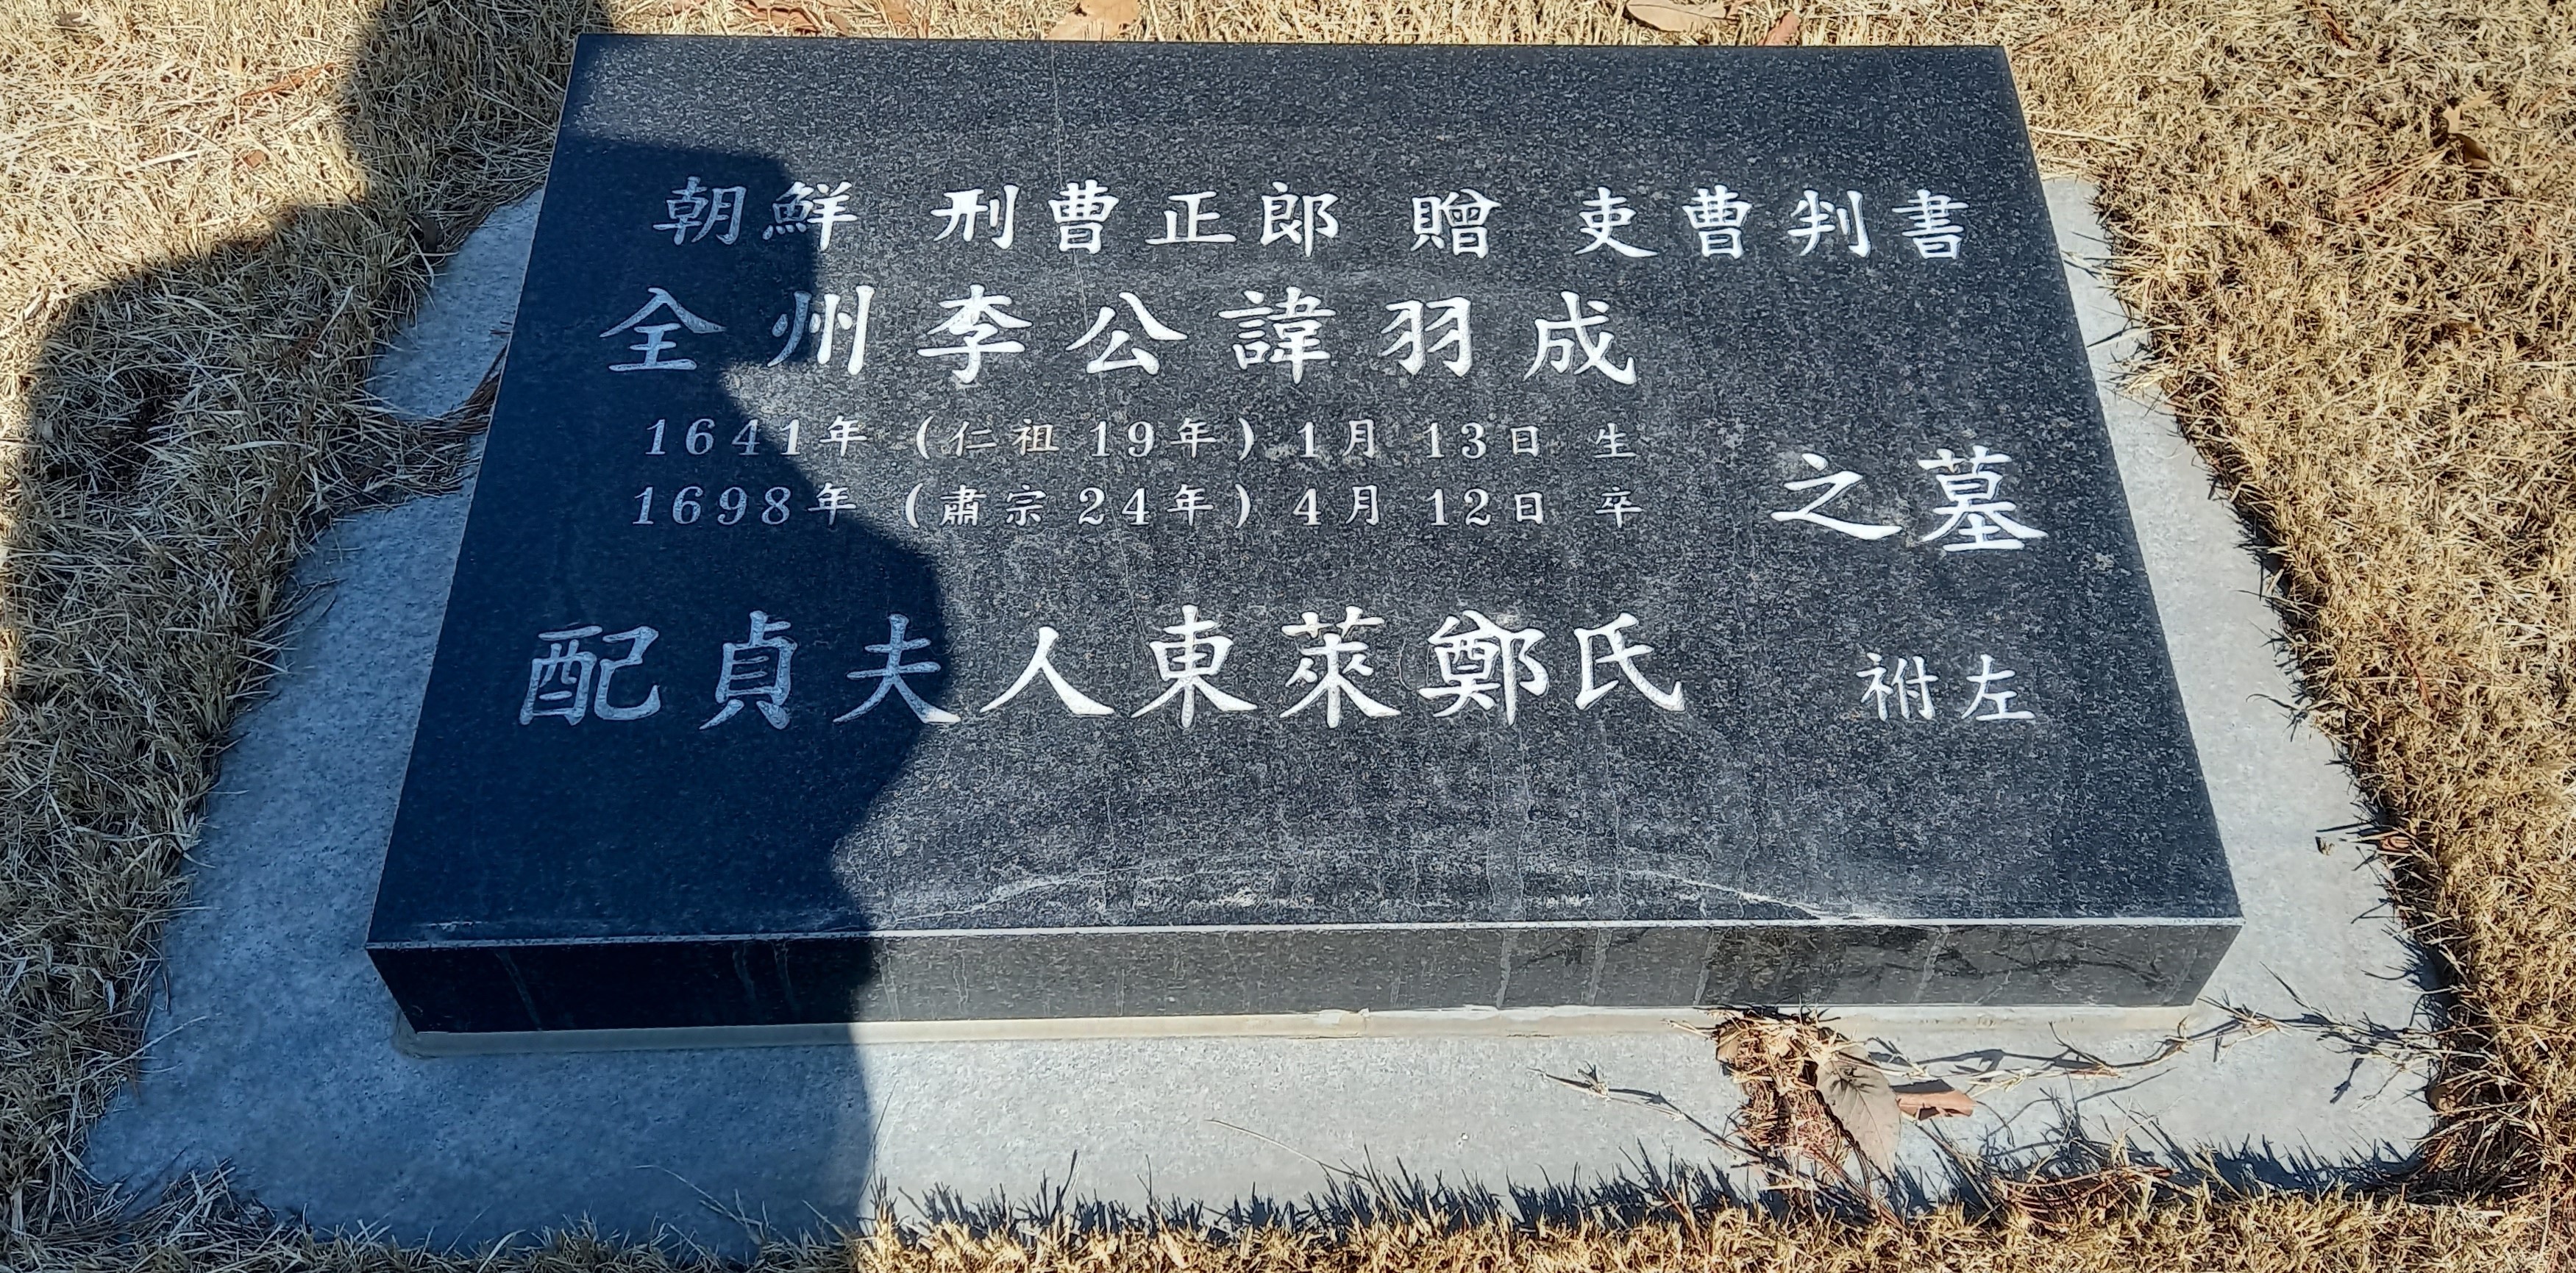 朝鮮 刑曹正郎 贈 吏曹判書
全州李公諱羽成
1641年 (仁祖 19年) 1月 13日 生
1698年 (肅宗 24年) 4月 12日 卒
之墓
配貞夫人東萊鄭氏
祔左